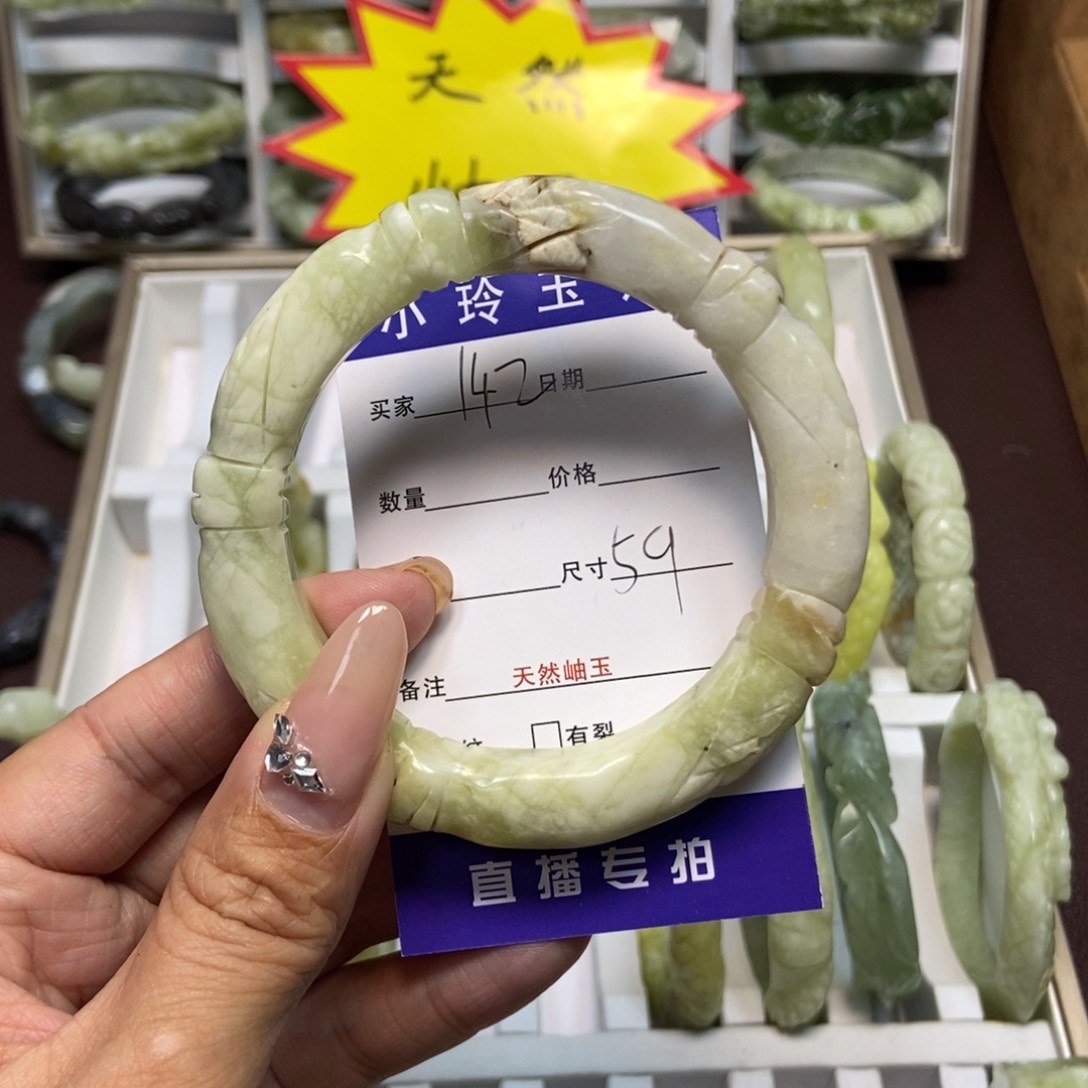 天然
小玲玉
买家 142 日期
数量 价格
尺寸 59
备注 天然岫玉
有裂
直播专拍